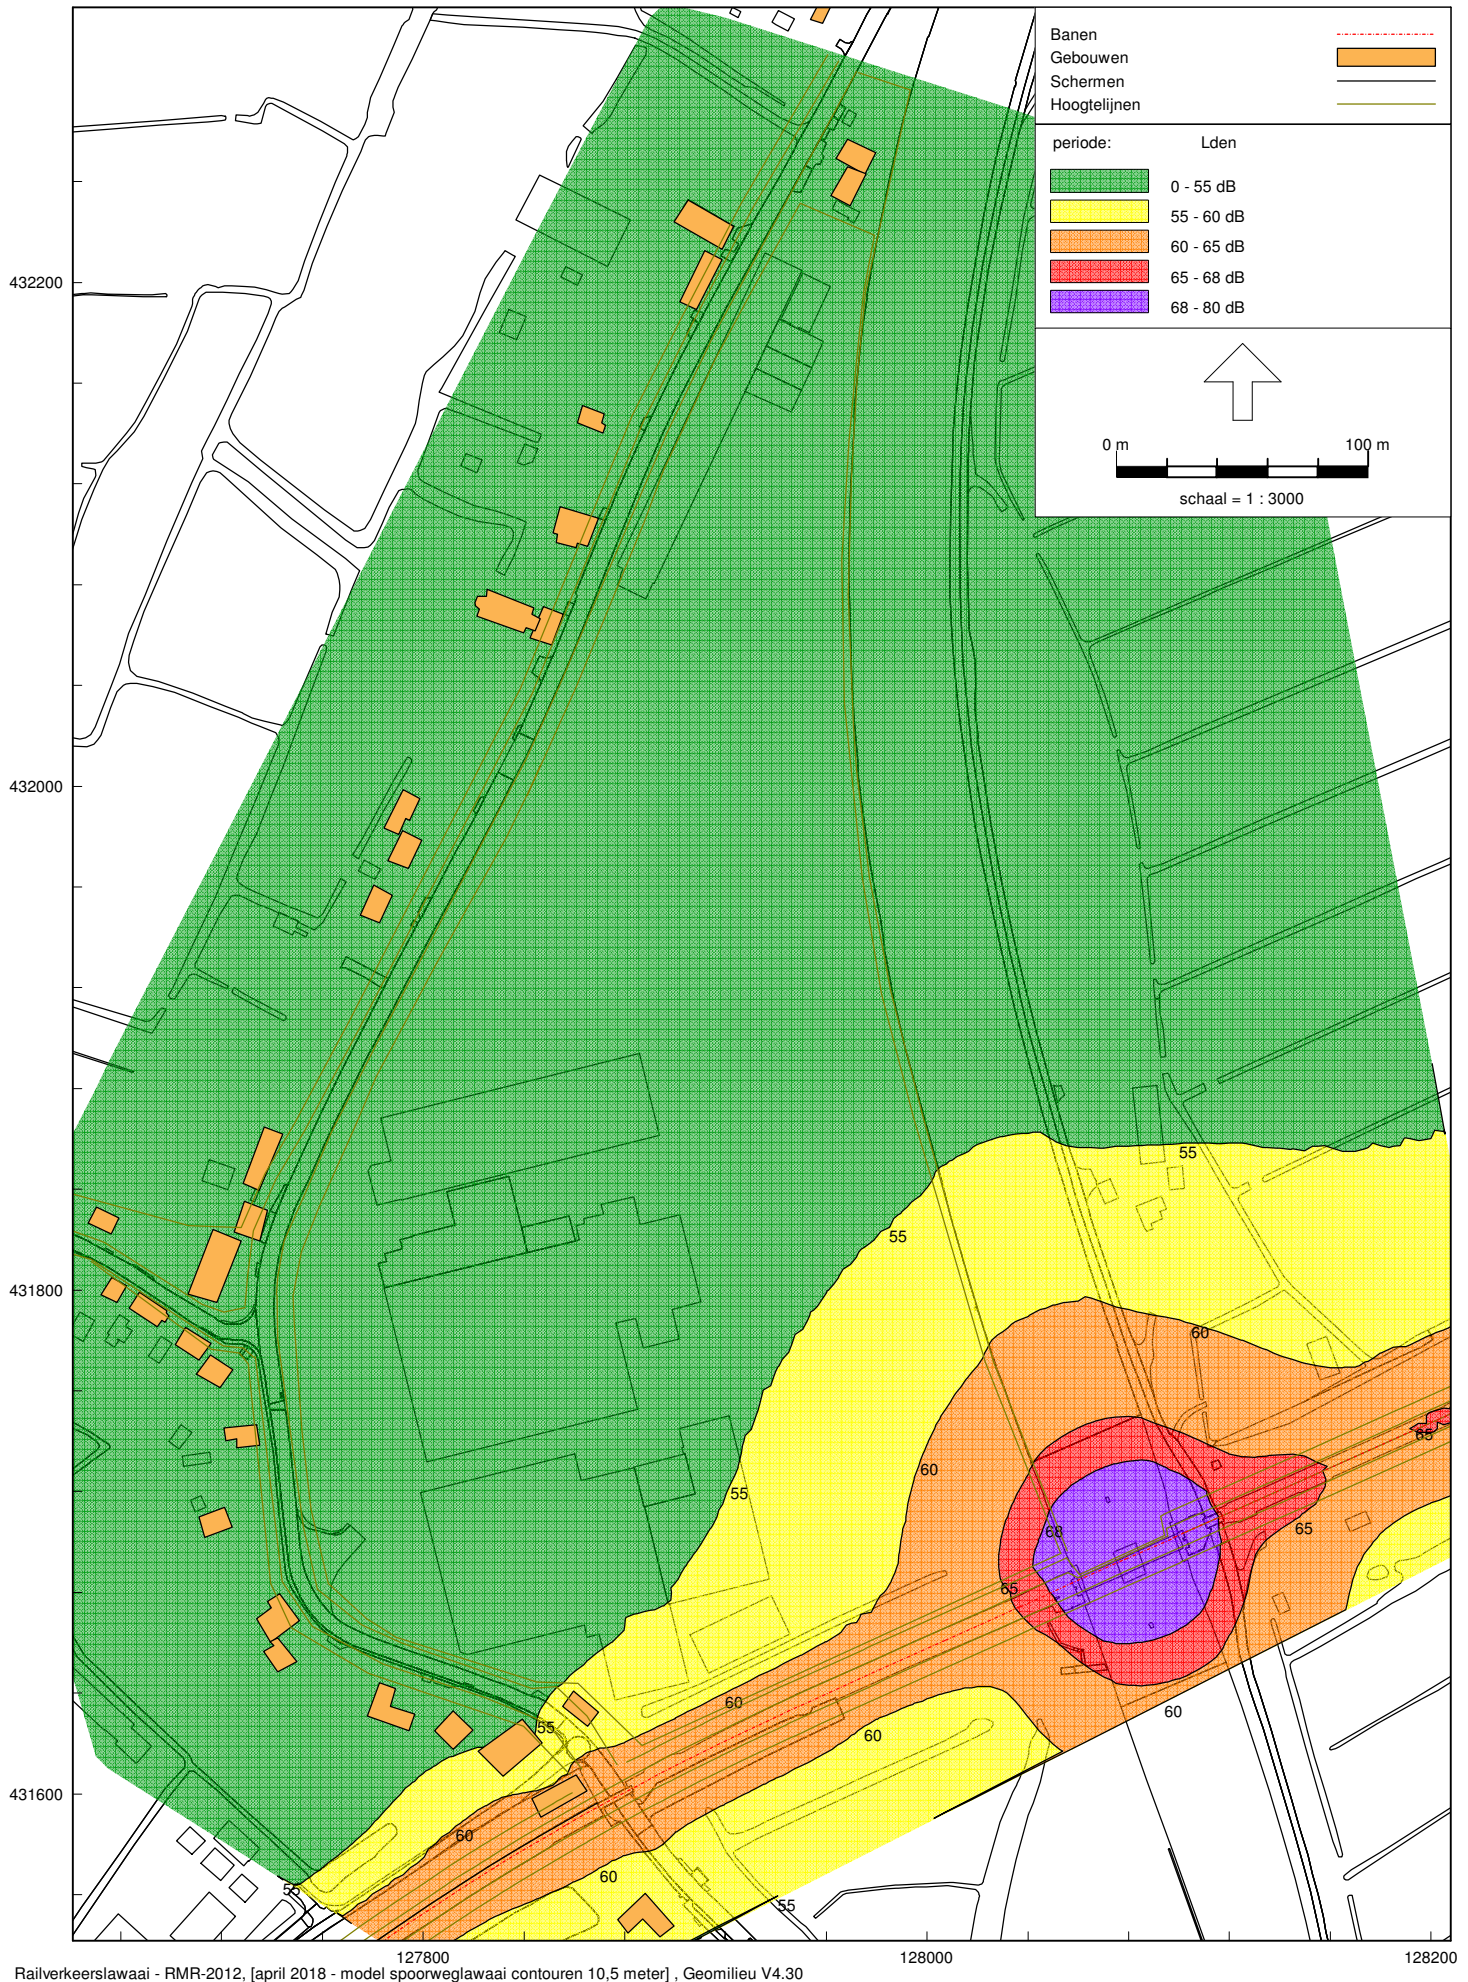 Banen
Gebouwen
Schermen
Hoogtelijnen
periode: Lden
0 - 55 dB
55 - 60 dB
60 - 65 dB
65 - 68 dB
68 - 80 dB
0 m 100 m
schaal = 1 : 3000
432200
432000
431800
431600
55
55
60
60
55
65
68
65
65
60
60
60
55
60
60
55
55
127800 128000 128200
Railverkeerslawaai - RMR-2012, [april 2018 - model spoorweglawaai contouren 10,5 meter] , Geomilieu V4.30